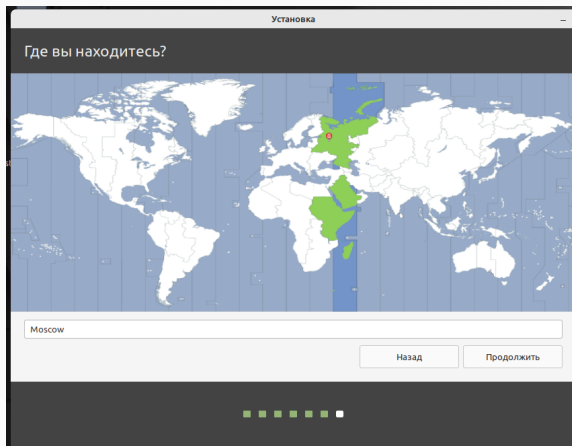 Установка
Где вы находитесь?
Moscow
Назад
Продолжить